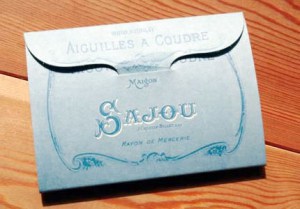 AIGUILLES A COUDRE
MAISON
SAJOU
RAYON DE MERCERIE